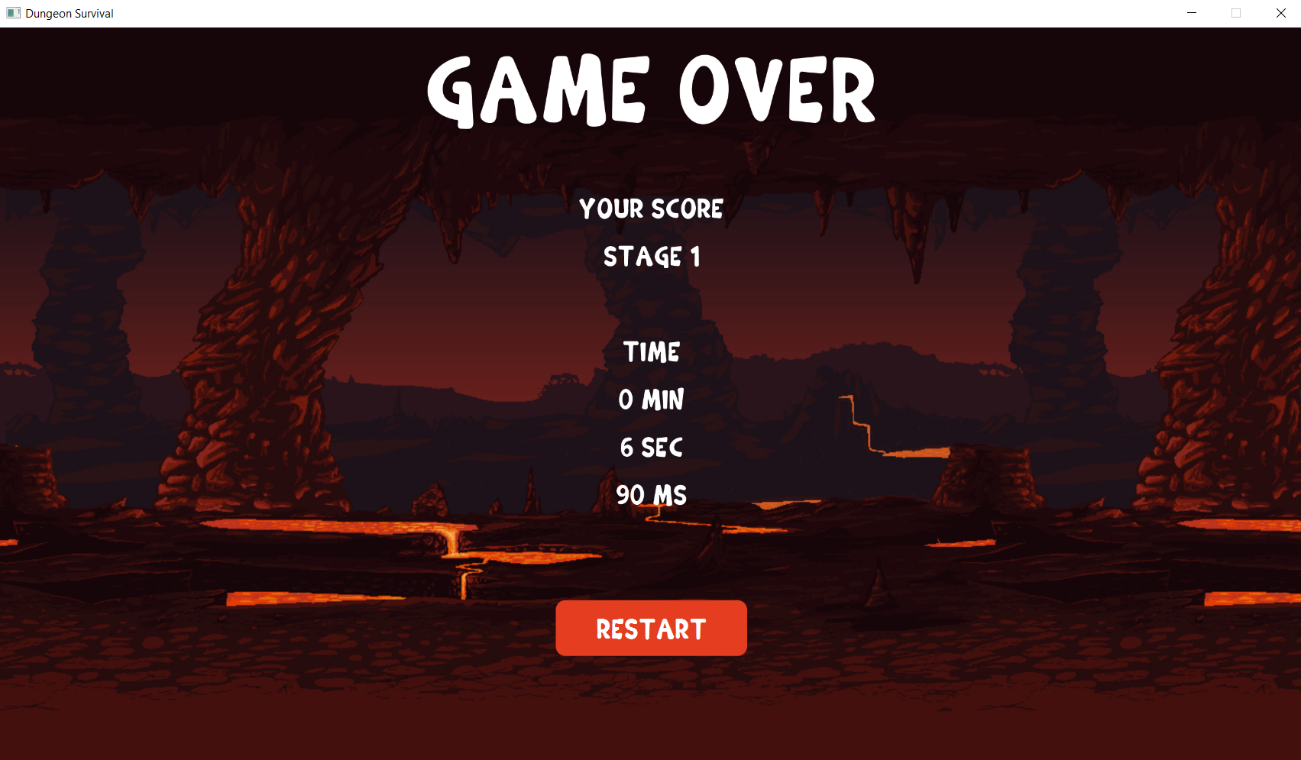 Dungeon Survival
GAME OVER
YOUR SCORE
STAGE 1
TIME
0 MIN
6 SEC
90 MS
RESTART